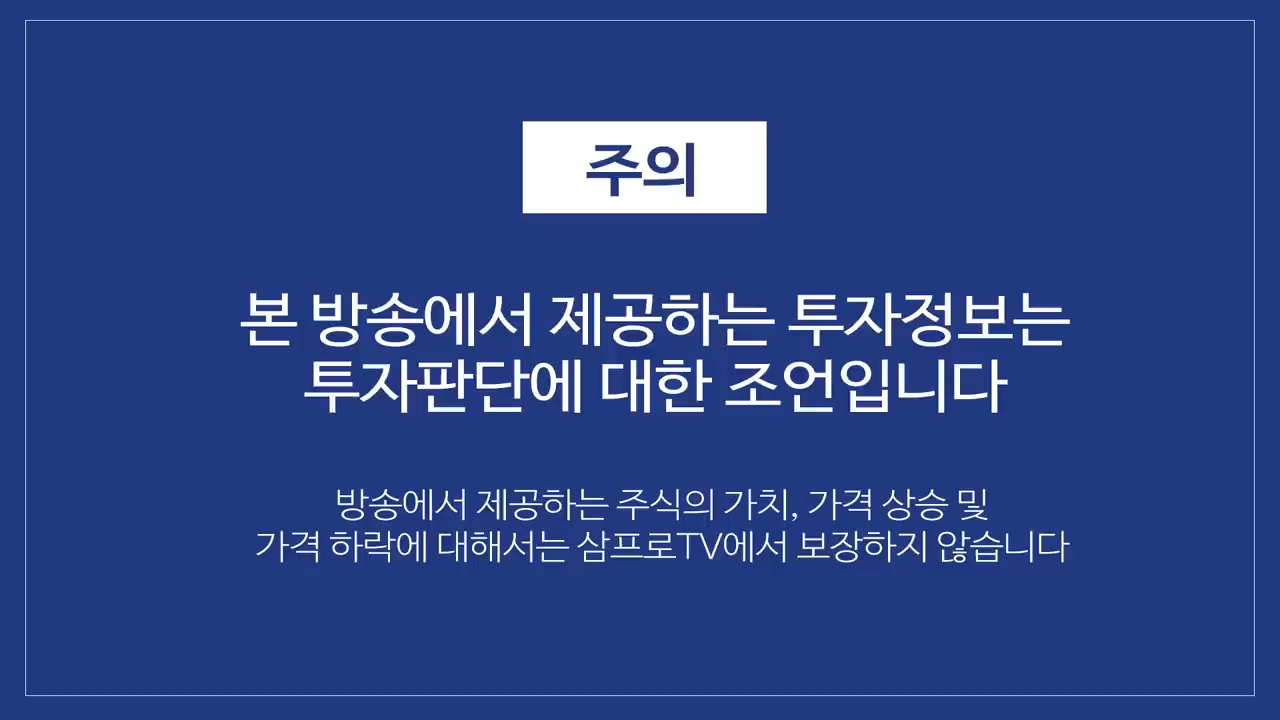 주의
본 방송에서 제공하는 투자정보는
투자판단에 대한 조언입니다
방송에서 제공하는 주식의 가치, 가격 상승 및
가격 하락에 대해서는 삼프로TV에서 보장하지 않습니다